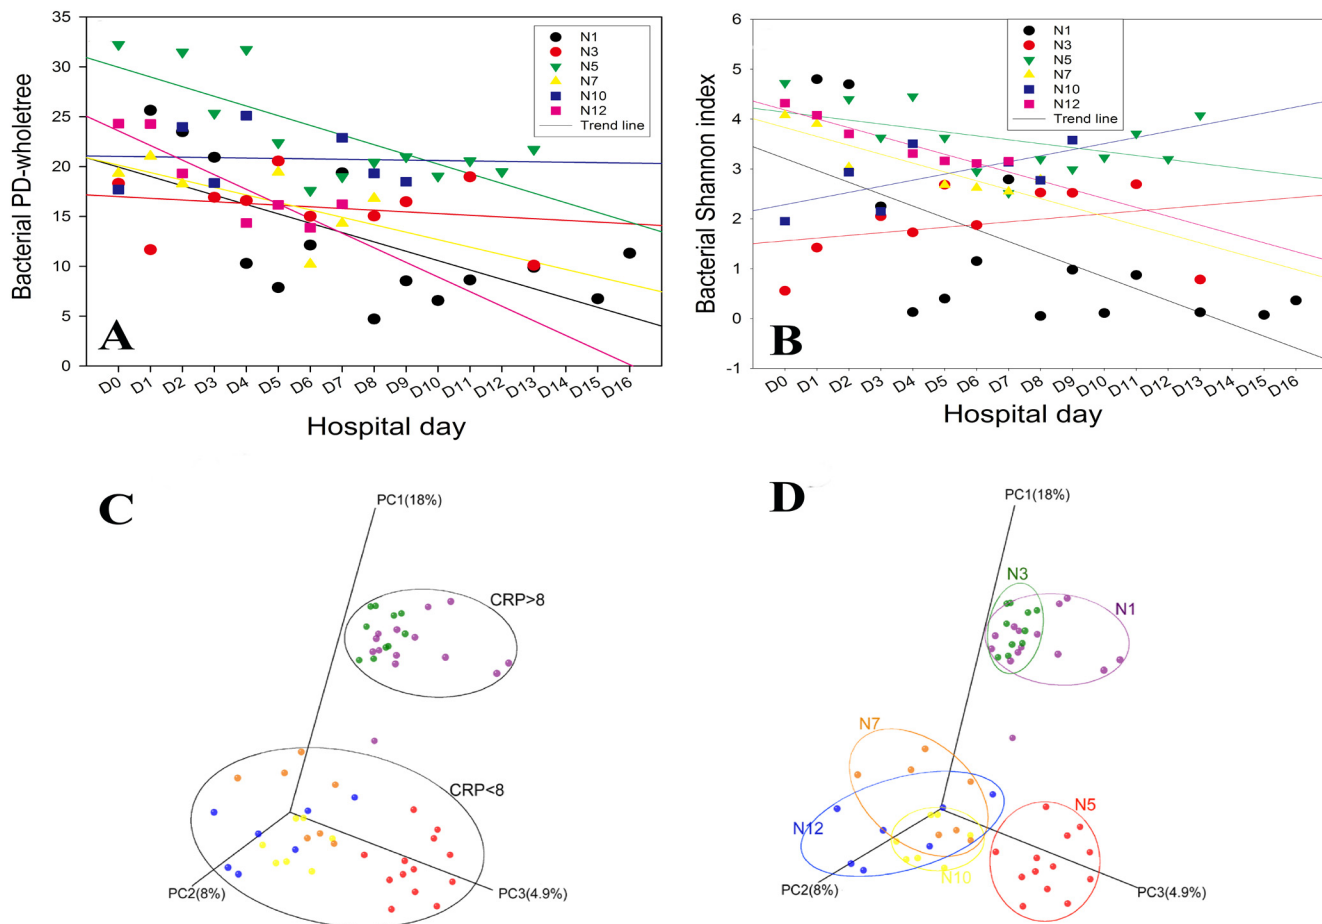 A
Bacterial PD-wholetree
35
30
25
20
15
10
5
0
N1
N3
N5
N7
N10
N12
Trend line
D0 D1 D2 D3 D4 D5 D6 D7 D8 D9 D10 D11 D12 D13 D14 D15 D16
Hospital day
B
Bacterial Shannon index
6
5
4
3
2
1
0
-1
N1
N3
N5
N7
N10
N12
Trend line
D0 D1 D2 D3 D4 D5 D6 D7 D8 D9 D10 D11 D12 D13 D14 D15 D16
Hospital day
C
PC1(18%)
CRP>8
CRP<8
PC2(8%)
PC3(4.9%)
D
PC1(18%)
N3
N1
N7
N5
N12
N10
PC2(8%)
PC3(4.9%)